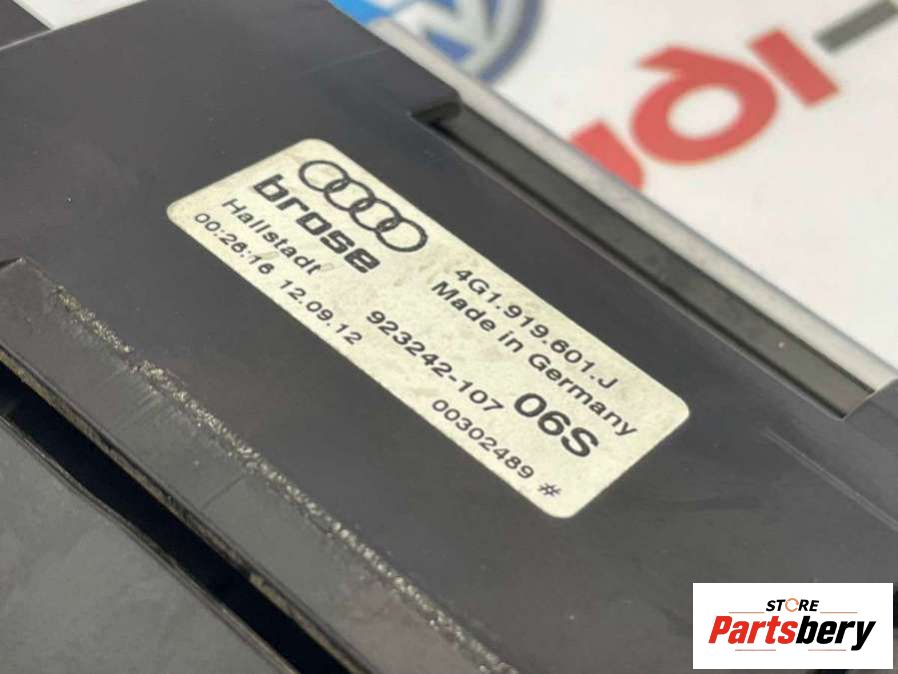 brose
4G1.919.601.J
Hallstadt
Made in Germany
00:26:16 12.09.12
923242-107 06S
00302489 #
STORE
Partsbery